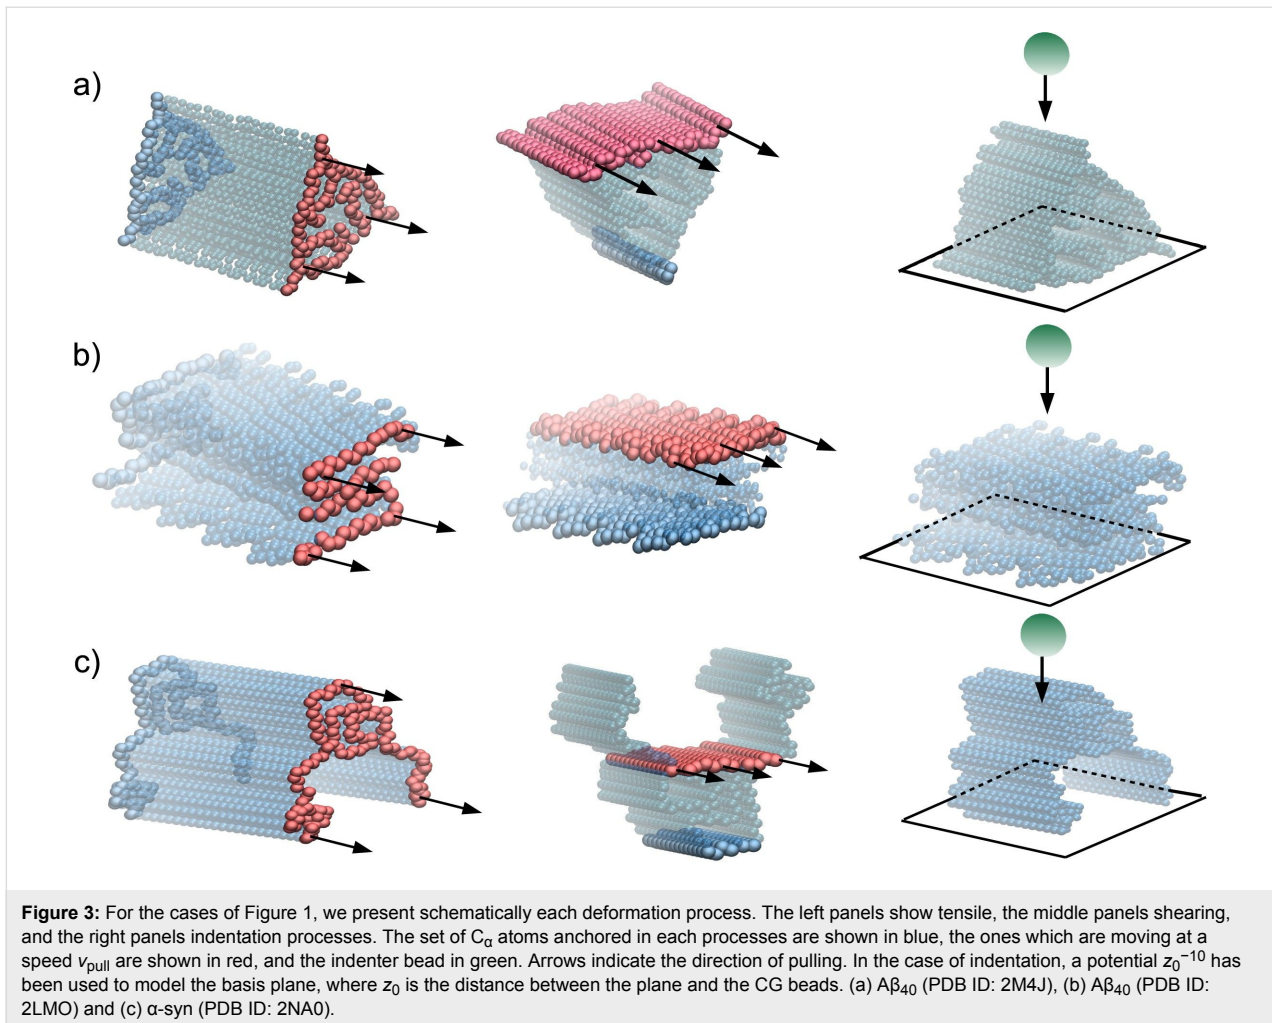 a)
b)
c)
Figure 3: For the cases of Figure 1, we present schematically each deformation process. The left panels show tensile, the middle panels shearing,
and the right panels indentation processes. The set of Cα atoms anchored in each processes are shown in blue, the ones which are moving at a
speed vpull are shown in red, and the indenter bead in green. Arrows indicate the direction of pulling. In the case of indentation, a potential z0−10 has
been used to model the basis plane, where z0 is the distance between the plane and the CG beads. (a) Aβ40 (PDB ID: 2M4J), (b) Aβ40 (PDB ID:
2LMO) and (c) α-syn (PDB ID: 2NA0).